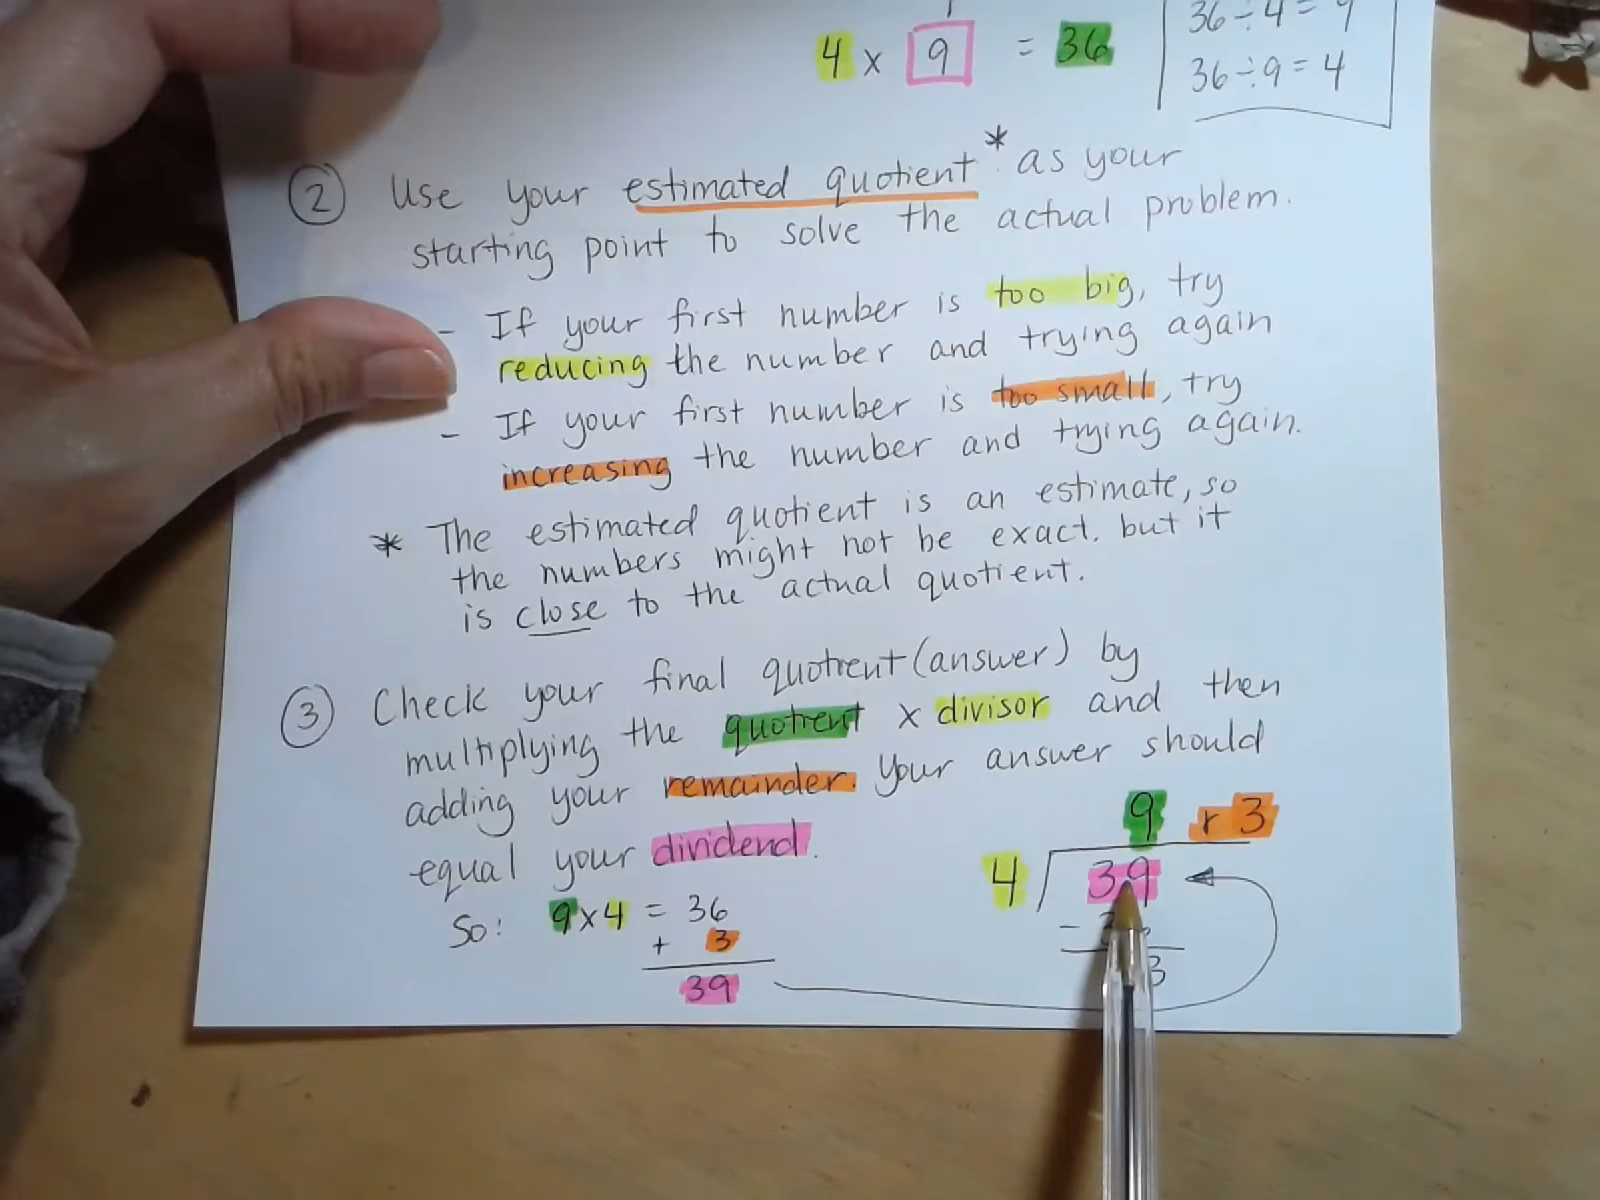 4 x 9 = 36
36÷4 = 9
36÷9 = 4
2 Use your estimated quotient* as your
starting point to solve the actual problem.
- If your first number is too big, try
reducing the number and trying again
- If your first number is too small, try
increasing the number and trying again.
* The estimated quotient is an estimate, so
the numbers might not be exact. but it
is close to the actual quotient.
3 Check your final quotient (answer) by
multiplying the quotient x divisor and then
adding your remainder. Your answer should
equal your dividend.
So: 9x4 = 36
+ 3
39
9 r 3
4 39
- 3
3